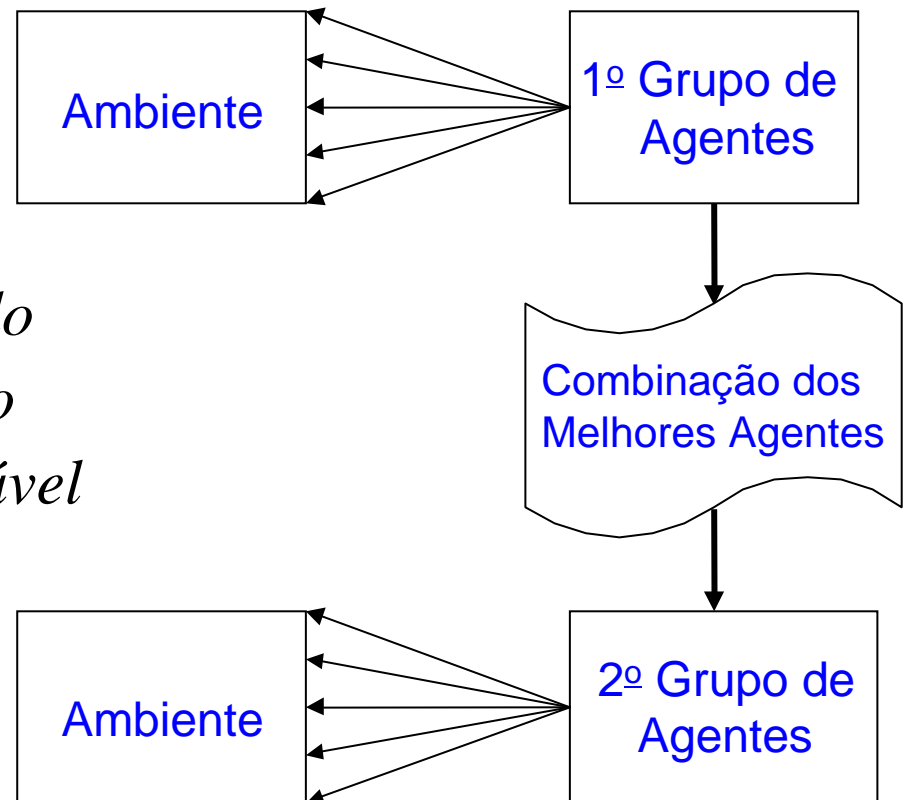 Ambiente
1º Grupo de
Agentes
Combinação dos
Melhores Agentes
Ambiente
2º Grupo de
Agentes